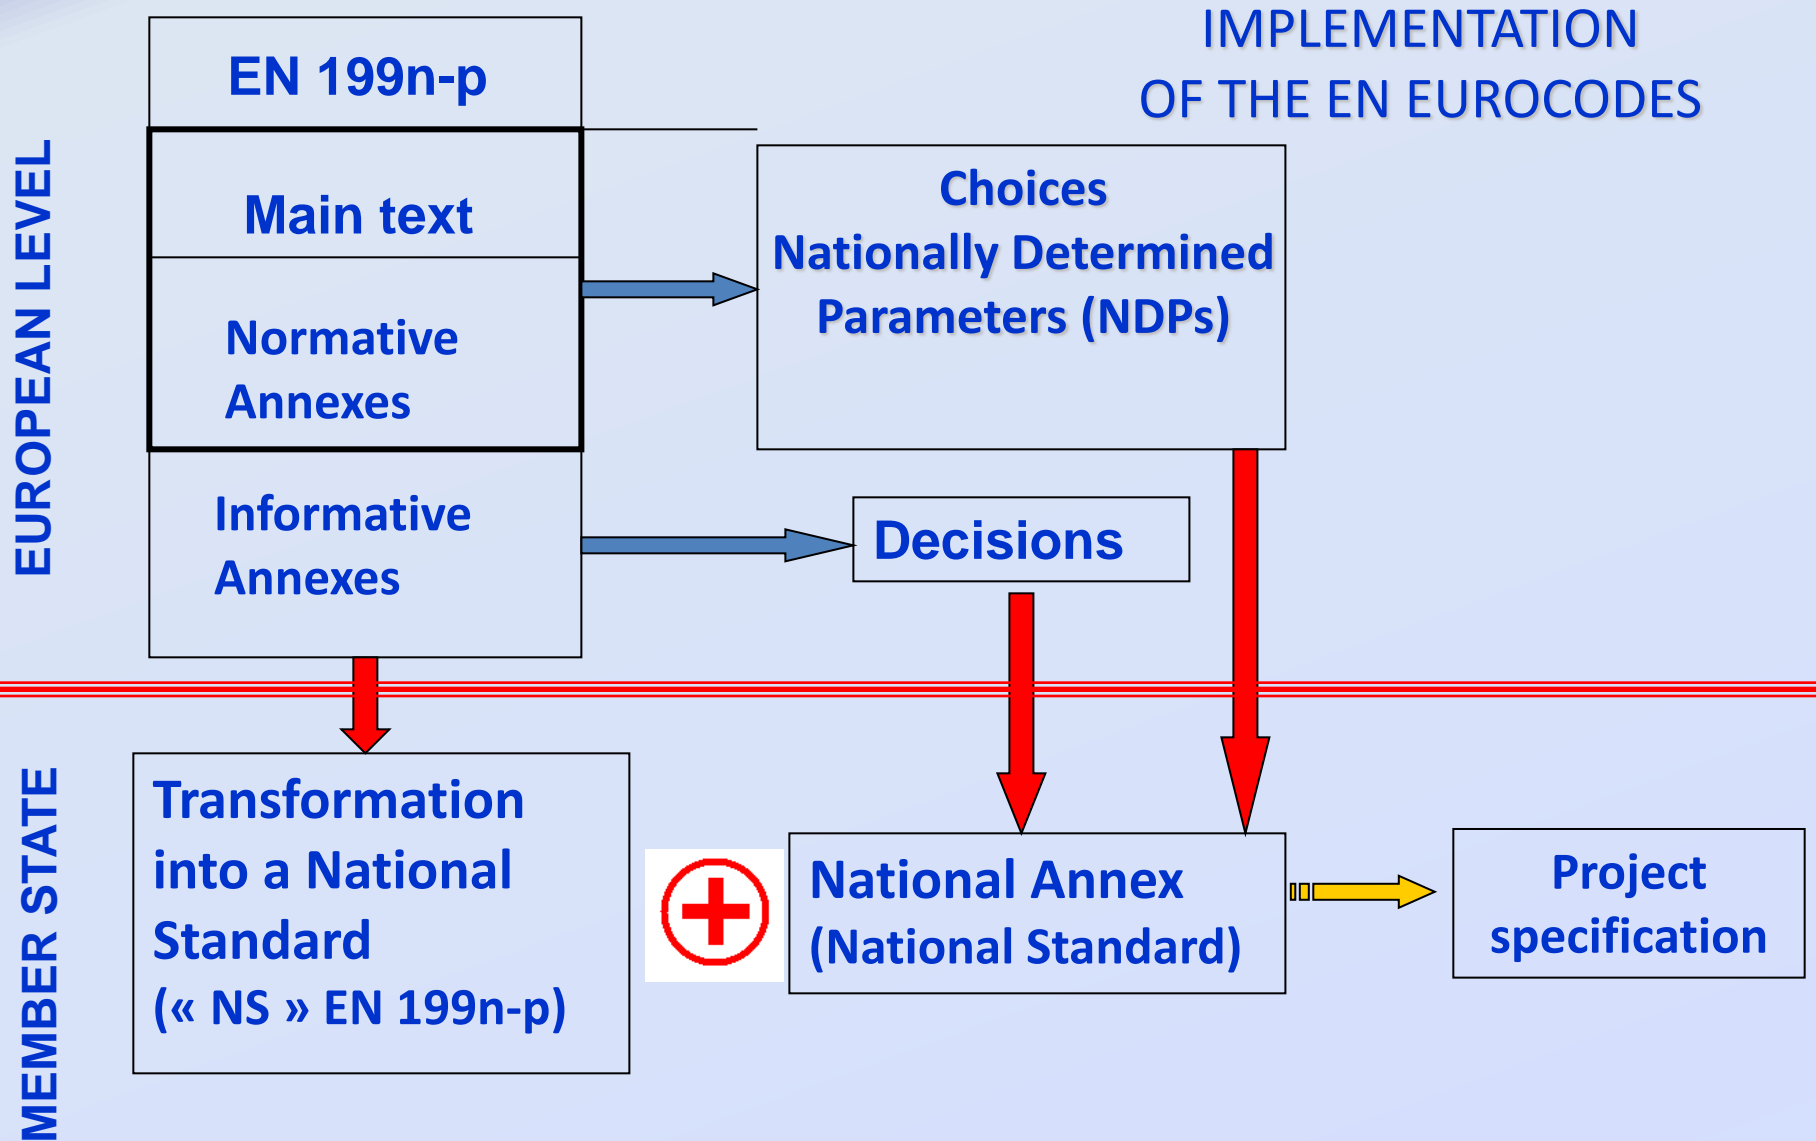 IMPLEMENTATION
OF THE EN EUROCODES
EUROPEAN LEVEL
EN 199n-p
Main text
Normative
Annexes
Informative
Annexes
Choices
Nationally Determined
Parameters (NDPs)
Decisions
MEMBER STATE
Transformation
into a National
Standard
(« NS » EN 199n-p)
National Annex
(National Standard)
Project
specification